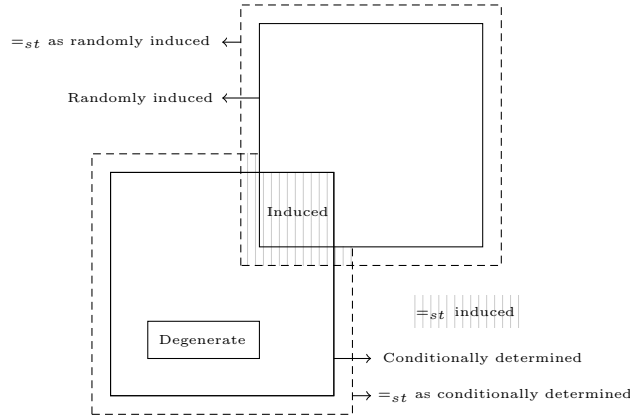 =st as randomly induced
Randomly induced
Induced
=st induced
Degenerate
Conditionally determined
=st as conditionally determined